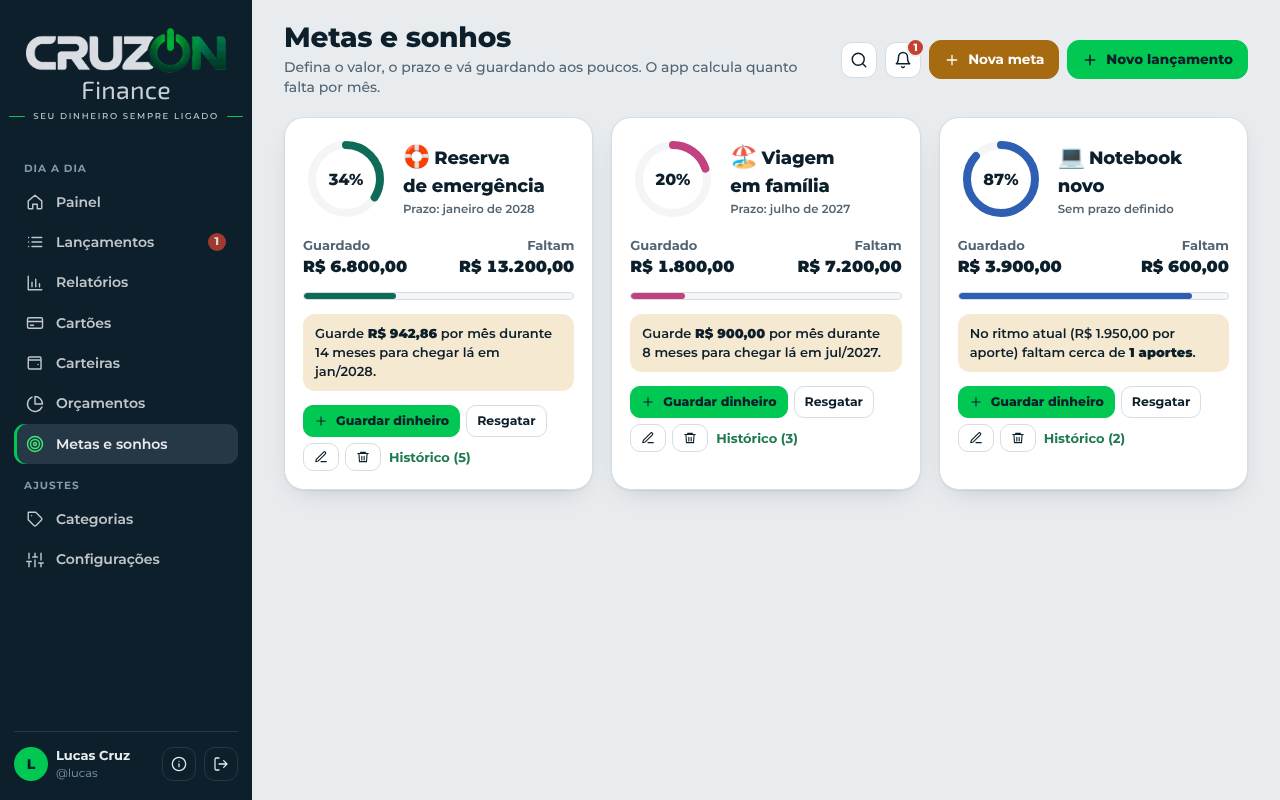 CRUZON
Finance
SEU DINHEIRO SEMPRE LIGADO
DIA A DIA
Painel
Lançamentos
1
Relatórios
Cartões
Carteiras
Orçamentos
Metas e sonhos
AJUSTES
Categorias
Configurações
L
Lucas Cruz
@lucas
Metas e sonhos
Defina o valor, o prazo e vá guardando aos poucos. O app calcula quanto
falta por mês.
1
Nova meta
Novo lançamento
34%
Reserva
de emergência
Prazo: janeiro de 2028
Guardado
Faltam
R$ 6.800,00
R$ 13.200,00
Guarde R$ 942,86 por mês durante
14 meses para chegar lá em
jan/2028.
Guardar dinheiro
Resgatar
Histórico (5)
20%
Viagem
em família
Prazo: julho de 2027
Guardado
Faltam
R$ 1.800,00
R$ 7.200,00
Guarde R$ 900,00 por mês durante
8 meses para chegar lá em jul/2027.
Guardar dinheiro
Resgatar
Histórico (3)
87%
Notebook
novo
Sem prazo definido
Guardado
Faltam
R$ 3.900,00
R$ 600,00
No ritmo atual (R$ 1.950,00 por
aporte) faltam cerca de 1 aportes.
Guardar dinheiro
Resgatar
Histórico (2)